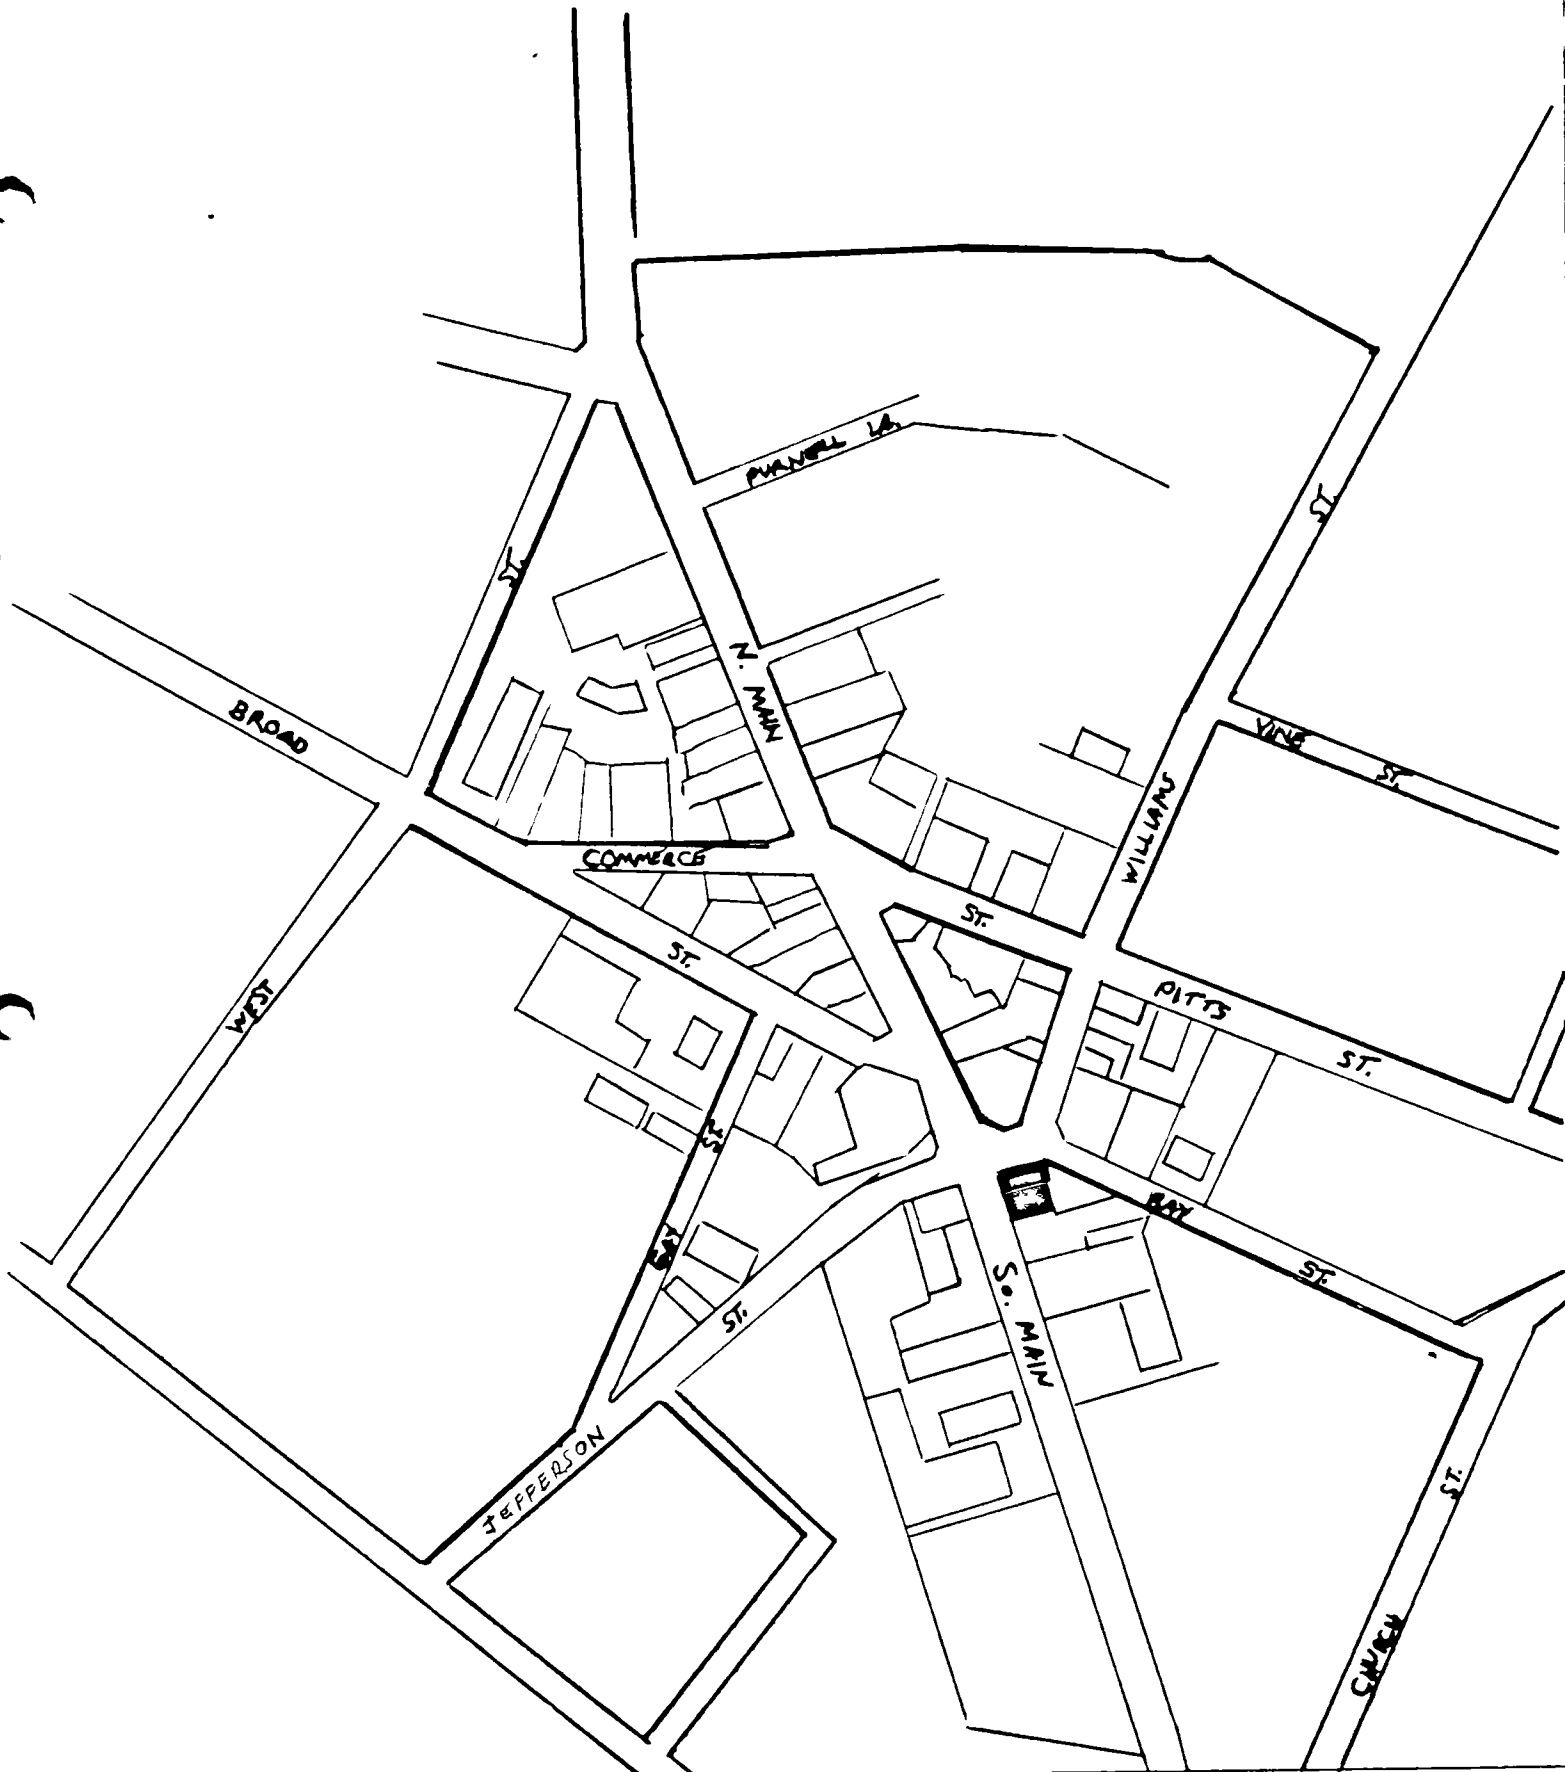 PURNELL LA.
ST.
ST.
N. MAIN
BROAD
VINE
ST.
WILLIAMS
COMMERCE
ST.
ST.
WEST
PITTS
ST.
ST.
BAY
GAY
ST.
ST.
So. MAIN
JEFFERSON
ST.
CHURCH